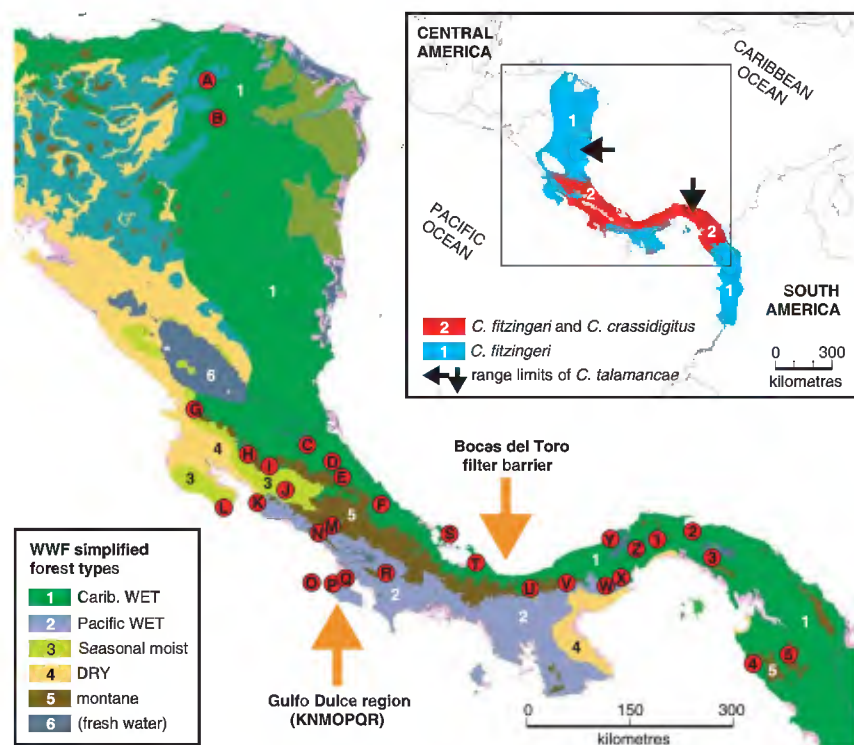 CENTRAL
AMERICA
CARIBBEAN
OCEAN
PACIFIC
OCEAN
SOUTH
AMERICA
1
2
2
1
2 C. fitzingeri and C. crassidigitus
1 C. fitzingeri
range limits of C. talamancae
0 300
kilometres
A
1
B
1
6
G
4
C
H
D
I
3
E
3
J
L
K
F
5
N
M
S
T
O
P
Q
R
2
Bocas del Toro
filter barrier
Y
1
Z
1
2
3
U
V
W
X
2
4
1
4
5
5
Gulfo Dulce region
(KNMOPQR)
WWF simplified
forest types
1 Carib. WET
2 Pacific WET
3 Seasonal moist
4 DRY
5 montane
6 (fresh water)
0 150 300
kilometres